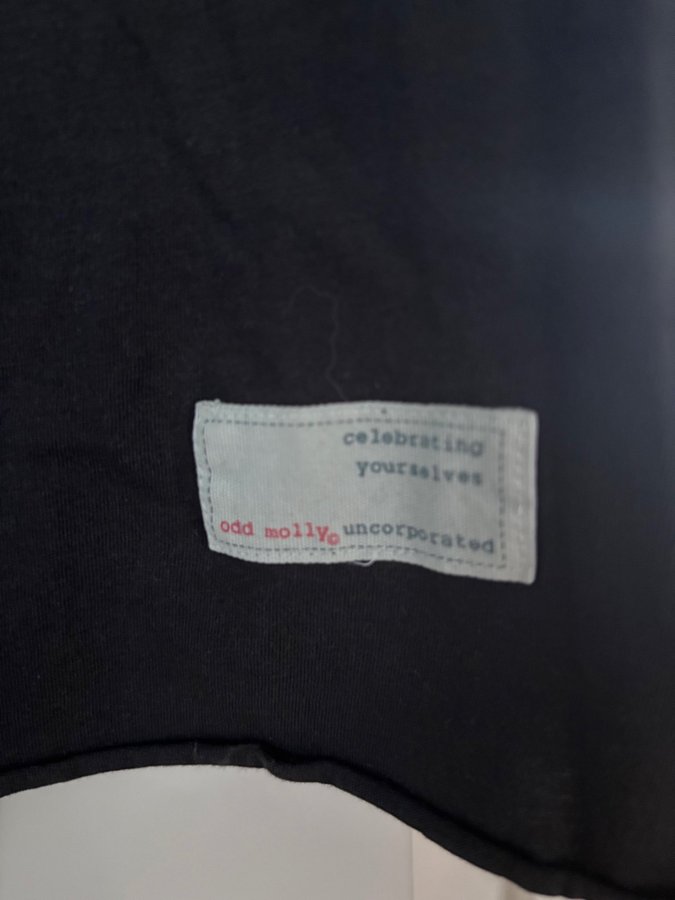 celebrating
yourselves
odd molly© uncorporated